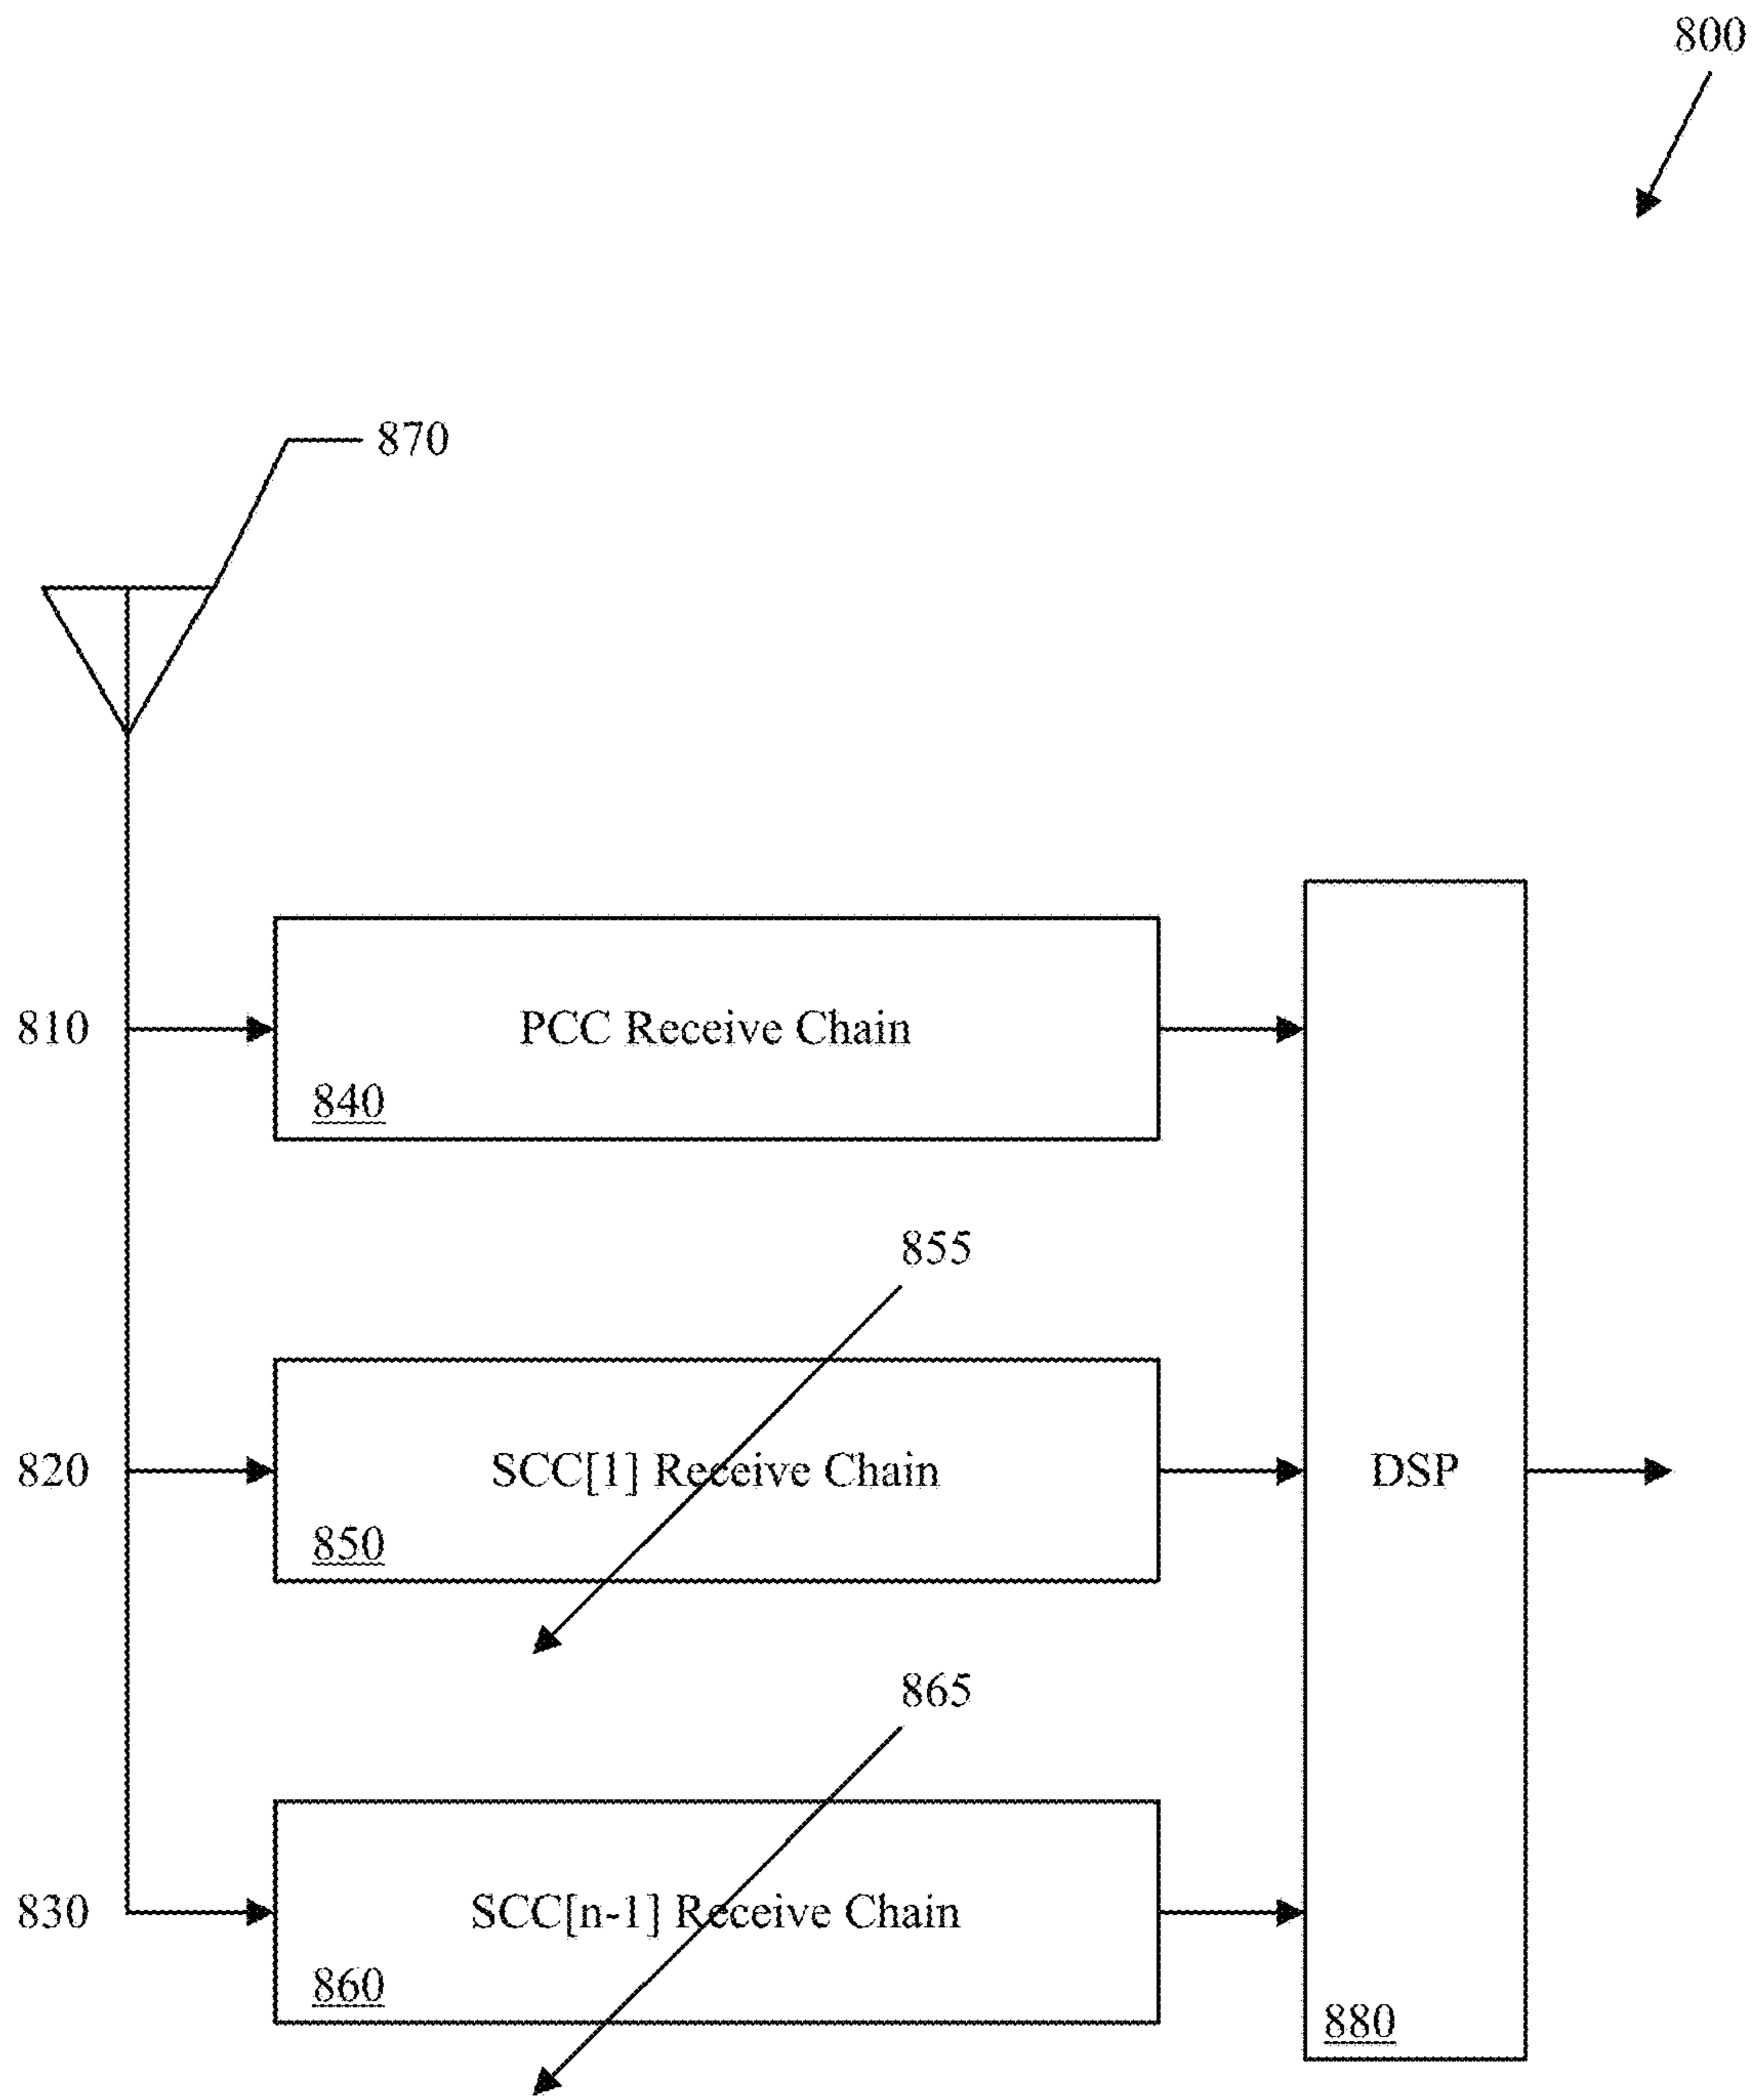 800
870
810
PCC Receive Chain
840
855
820
SCC[1] Receive Chain
DSP
850
865
830
SCC[n-1] Receive Chain
860
880